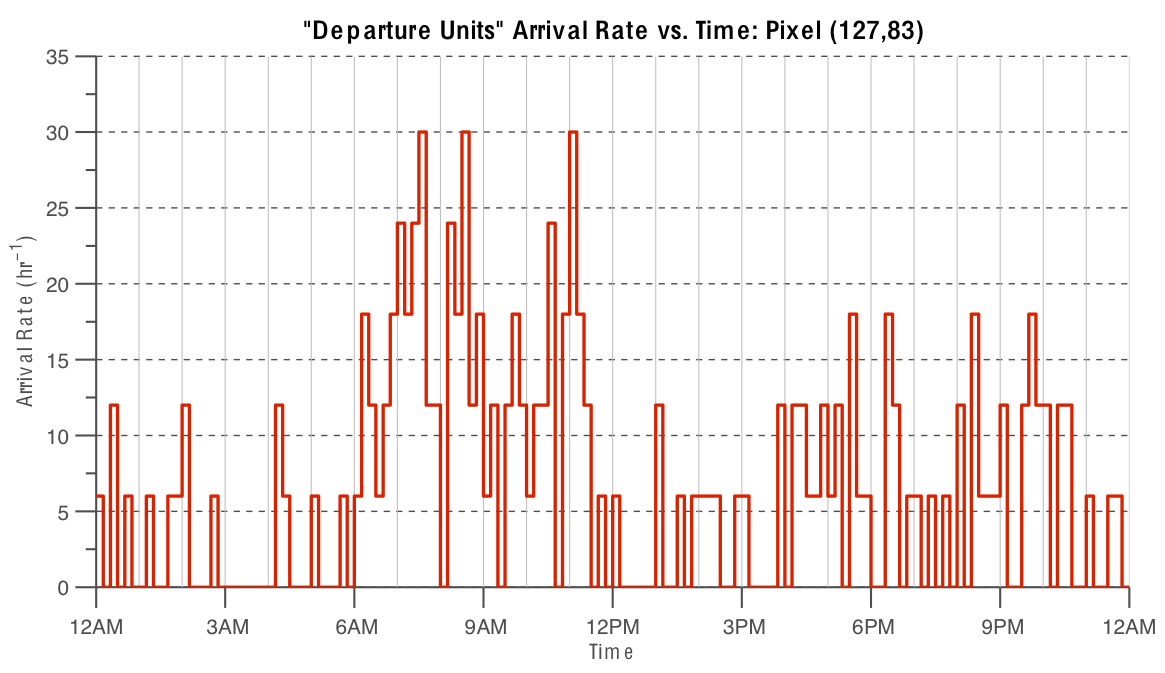 "Departure Units" Arrival Rate vs. Time: Pixel (127,83)
35
30
25
20
15
10
5
0
Arrival Rate (hr⁻¹)
12AM 3AM 6AM 9AM 12PM 3PM 6PM 9PM 12AM
Time